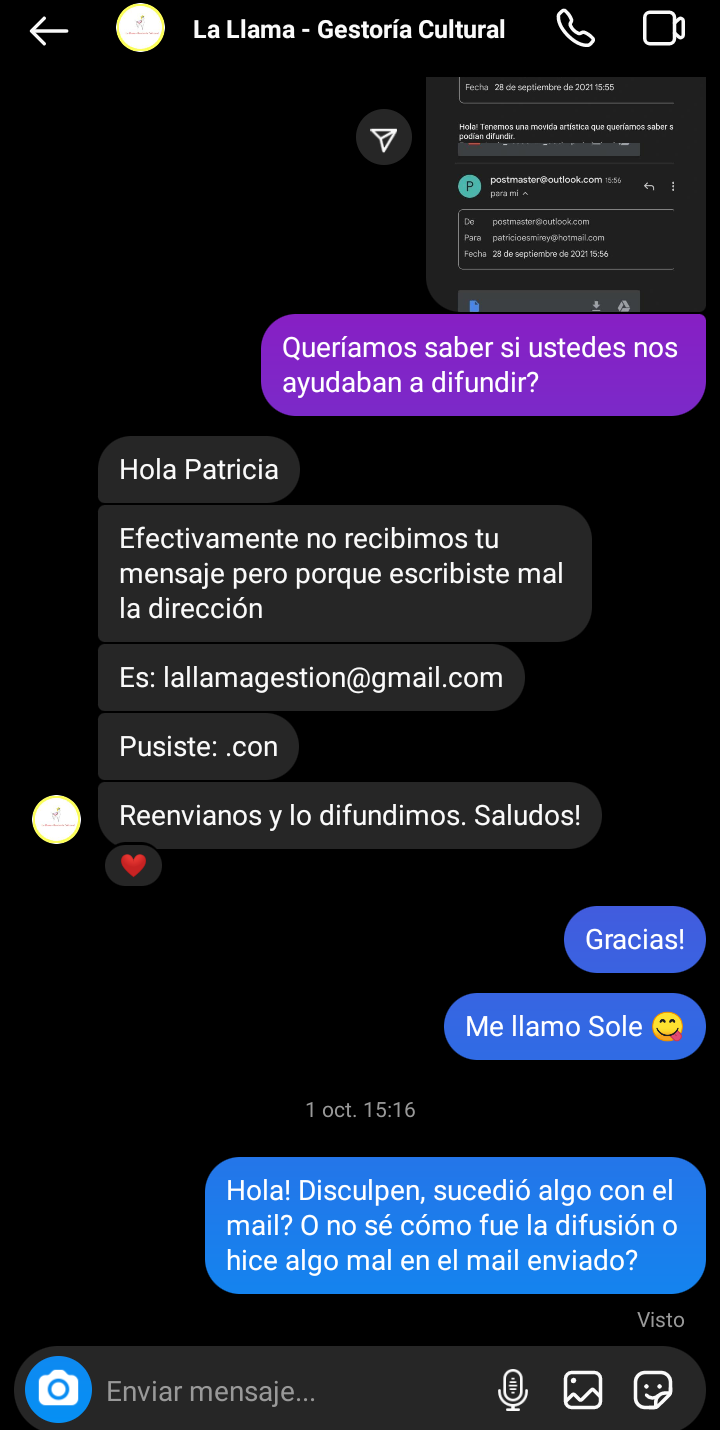 La Llama - Gestoría Cultural
Fecha 28 de septiembre de 2021 15:55
Hola! Tenemos una movida artística que queríamos saber s
podían difundir.
P
postmaster@outlook.com 15:56
para mí
De postmaster@outlook.com
Para patricioesmirey@hotmail.com
Fecha 28 de septiembre de 2021 15:56
Queríamos saber si ustedes nos
ayudaban a difundir?
Hola Patricia
Efectivamente no recibimos tu
mensaje pero porque escribiste mal
la dirección
Es: lallamagestion@gmail.com
Pusiste: .con
Reenvianos y lo difundimos. Saludos!
Gracias!
Me llamo Sole 😋
1 oct. 15:16
Hola! Disculpen, sucedió algo con el
mail? O no sé cómo fue la difusión o
hice algo mal en el mail enviado?
Visto
Enviar mensaje...